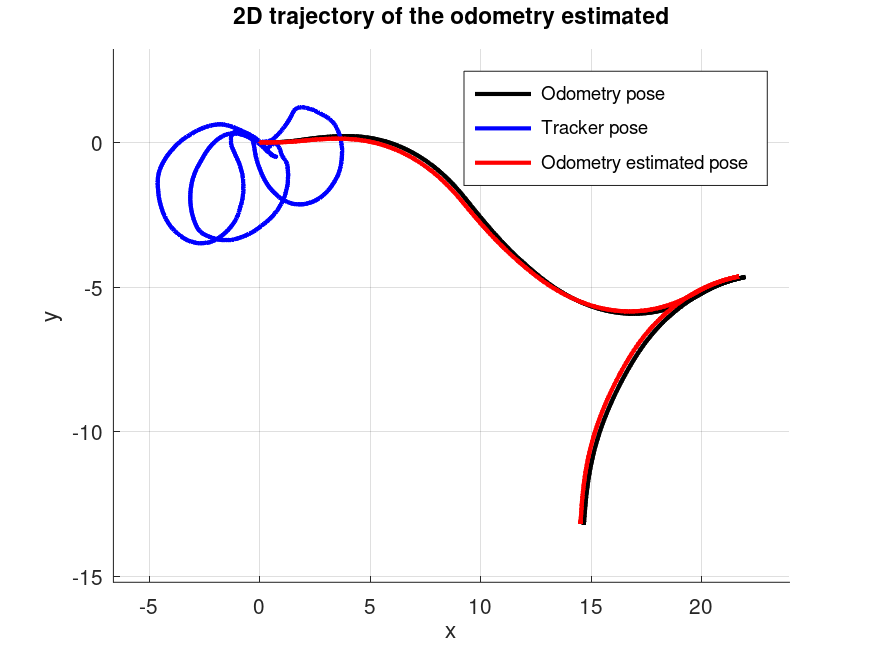 2D trajectory of the odometry estimated
Odometry pose
Tracker pose
Odometry estimated pose
0
-5
-10
-15
y
-5 0 5 10 15 20
x